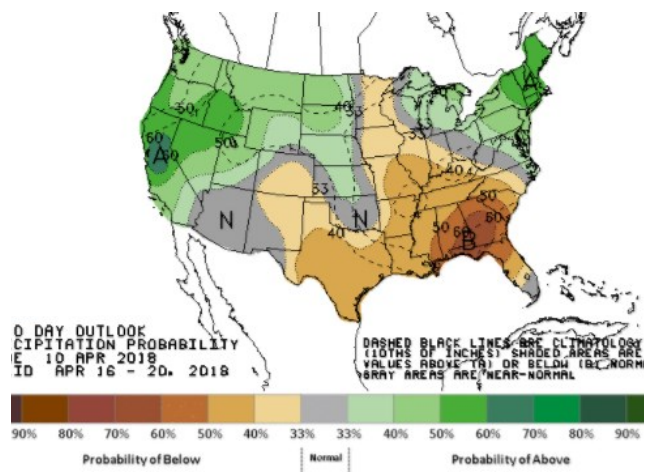 A
50
40
33
A
60
60
50
33
40
33
40
50
N
N
40
50
60
60
B
O DAY OUTLOOK
CIPITATION PROBABILITY
E 10 APR 2018
ID APR 16 - 20, 2018
DASHED BLACK LINES ARE CLIMATOLOGY
(10THS OF INCHES) SHADED AREAS ARE
VALUES ABOVE (A) OR BELOW (B) NORM
GRAY AREAS ARE NEAR-NORMAL
90% 80% 70% 60% 50% 40% 33% 33% 40% 50% 60% 70% 80% 90%
Probability of Below Normal Probability of Above